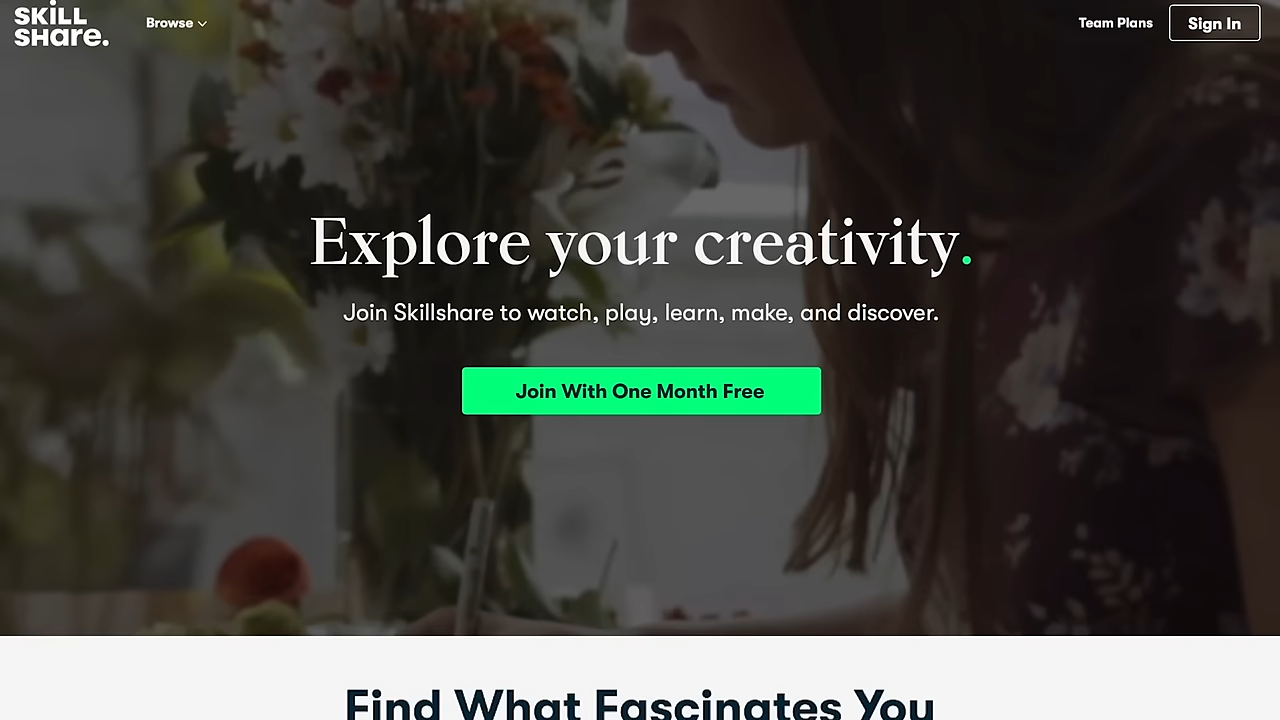 SKILL
SHare.
Browse
Team Plans
Sign In
Explore your creativity.
Join Skillshare to watch, play, learn, make, and discover.
Join With One Month Free
Find What Fascinates You